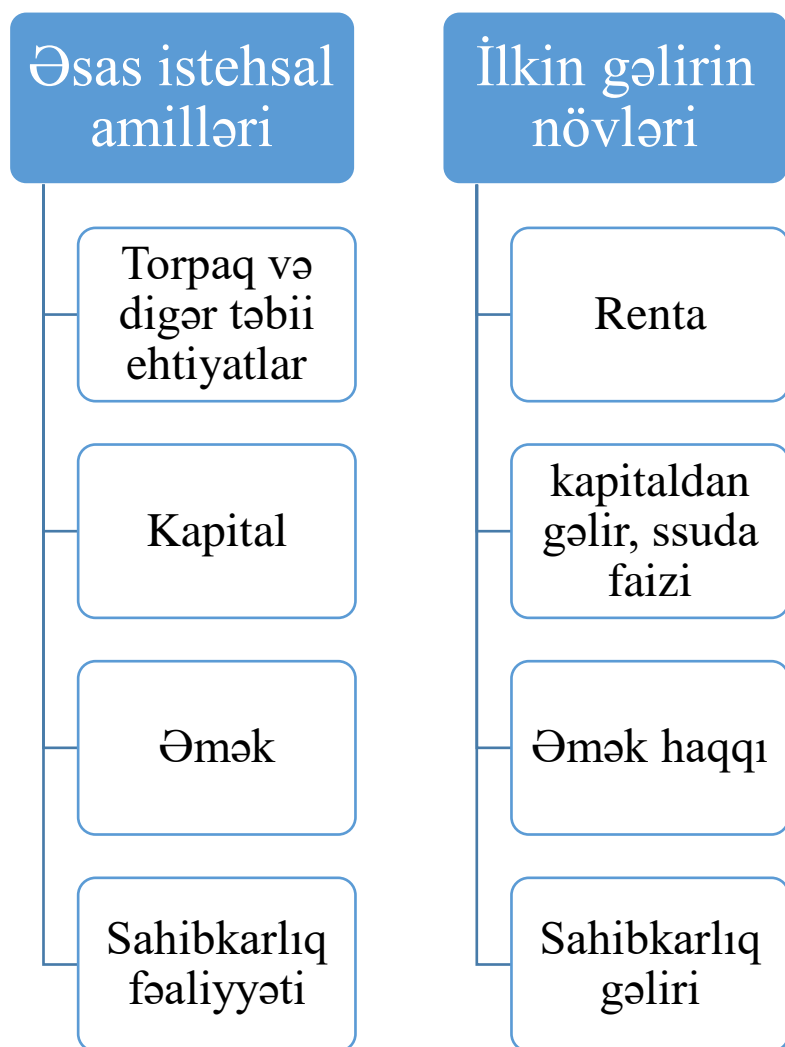 Əsas istehsal
amilləri
Torpaq və
digər təbii
ehtiyatlar
Kapital
Əmək
Sahibkarlıq
fəaliyyəti
İlkin gəlirin
növləri
Renta
kapitaldan
gəlir, ssuda
faizi
Əmək haqqı
Sahibkarlıq
gəliri